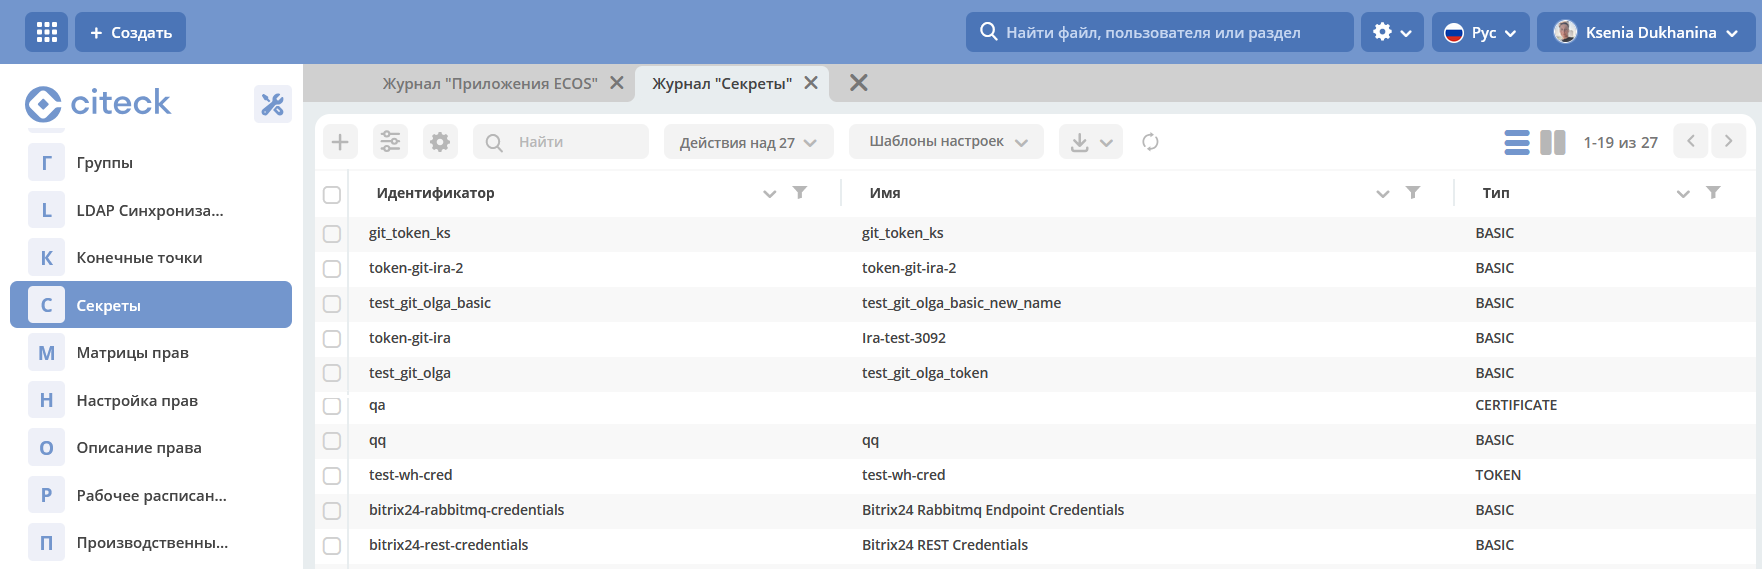 + Создать
Найти файл, пользователя или раздел
Рус
Ksenia Dukhanina
citeck
Журнал "Приложения ECOS"
Журнал "Секреты"
Найти
Действия над 27
Шаблоны настроек
1-19 из 27
Г Группы
L LDAP Синхрониза...
К Конечные точки
С Секреты
М Матрицы прав
Н Настройка прав
О Описание права
Р Рабочее расписан...
П Производственны...
Идентификатор Имя Тип
git_token_ks git_token_ks BASIC
token-git-ira-2 token-git-ira-2 BASIC
test_git_olga_basic test_git_olga_basic_new_name BASIC
token-git-ira Ira-test-3092 BASIC
test_git_olga test_git_olga_token BASIC
qa CERTIFICATE
qq qq BASIC
test-wh-cred test-wh-cred TOKEN
bitrix24-rabbitmq-credentials Bitrix24 Rabbitmq Endpoint Credentials BASIC
bitrix24-rest-credentials Bitrix24 REST Credentials BASIC